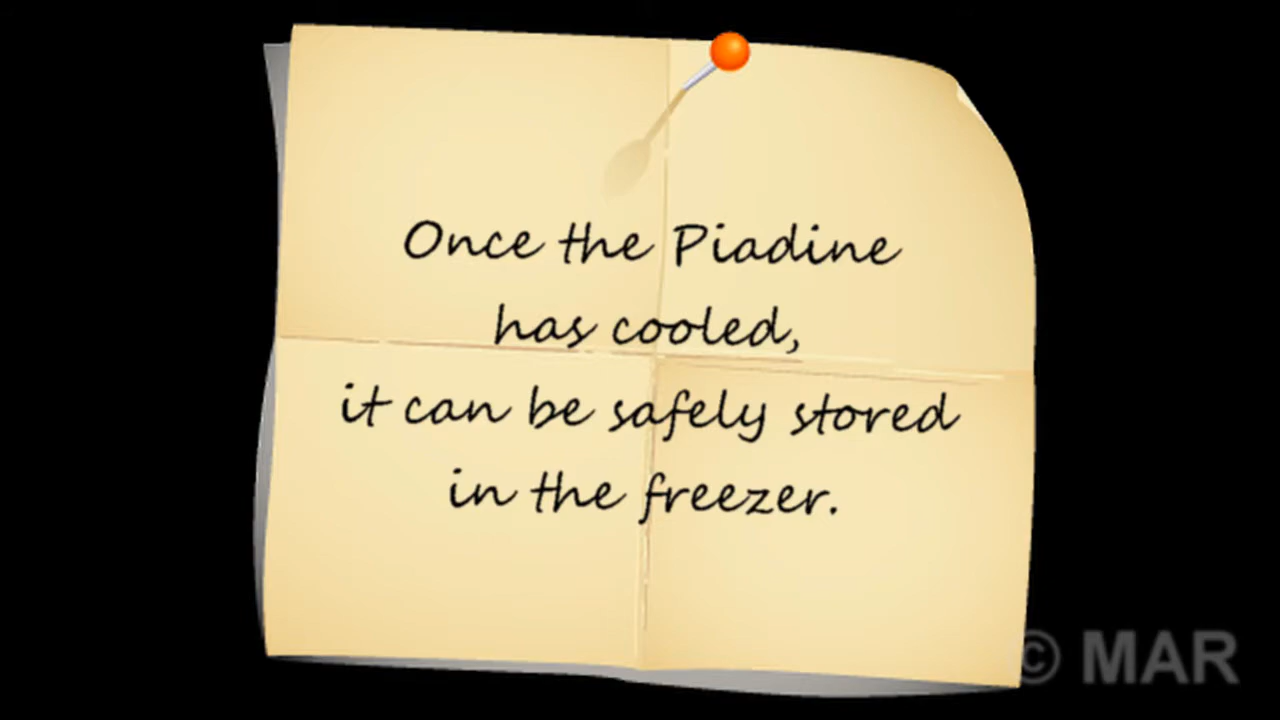 Once the Piadine
has cooled,
it can be safely stored
in the freezer.
© MAR